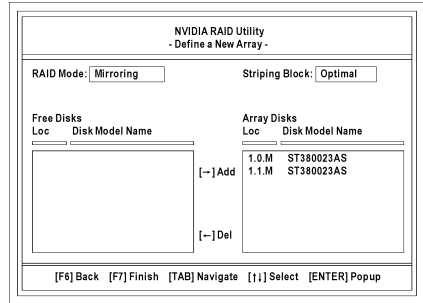 NVIDIA RAID Utility
- Define a New Array -
RAID Mode: Mirroring Striping Block: Optimal
Free Disks Array Disks
Loc Disk Model Name Loc Disk Model Name
1.0.M ST380023AS
1.1.M ST380023AS
[→] Add
[←] Del
[F6] Back [F7] Finish [TAB] Navigate [↑↓] Select [ENTER] Popup